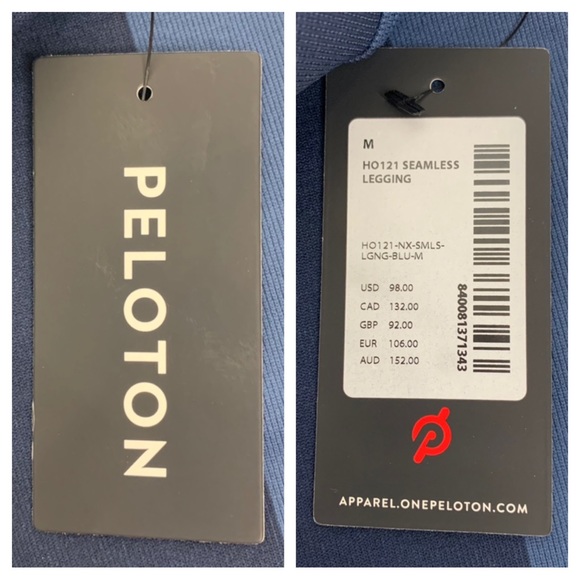 PELOTON
M
HO121 SEAMLESS
LEGGING
HO121-NX-SMLS-
LGNG-BLU-M
USD 98.00
CAD 132.00
GBP 92.00
EUR 106.00
AUD 152.00
840081371343
APPAREL.ONEPELOTON.COM